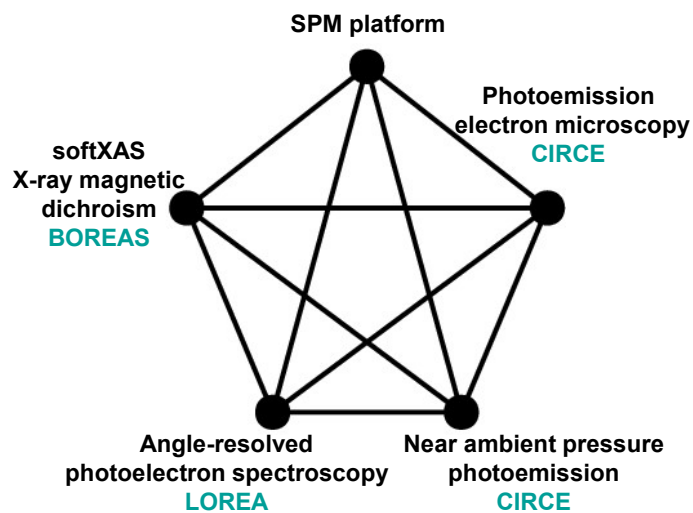 SPM platform
Photoemission
electron microscopy
CIRCE
softXAS
X-ray magnetic
dichroism
BOREAS
Angle-resolved
photoelectron spectroscopy
LOREA
Near ambient pressure
photoemission
CIRCE